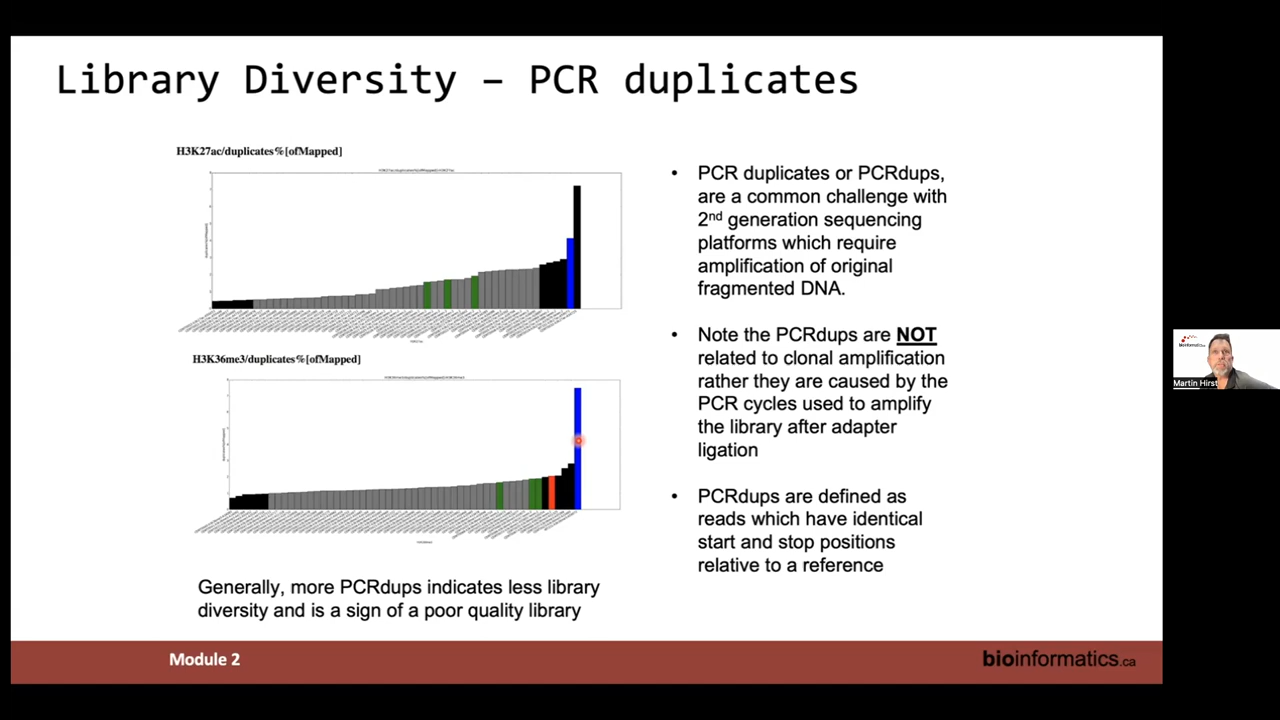 Library Diversity – PCR duplicates
H3K27ac/duplicates%[ofMapped]
H3K36me3/duplicates%[ofMapped]
Generally, more PCRdups indicates less library
diversity and is a sign of a poor quality library
• PCR duplicates or PCRdups,
are a common challenge with
2nd generation sequencing
platforms which require
amplification of original
fragmented DNA.
• Note the PCRdups are NOT
related to clonal amplification
rather they are caused by the
PCR cycles used to amplify
the library after adapter
ligation
• PCRdups are defined as
reads which have identical
start and stop positions
relative to a reference
Module 2
bioinformatics.ca
Martin Hirst